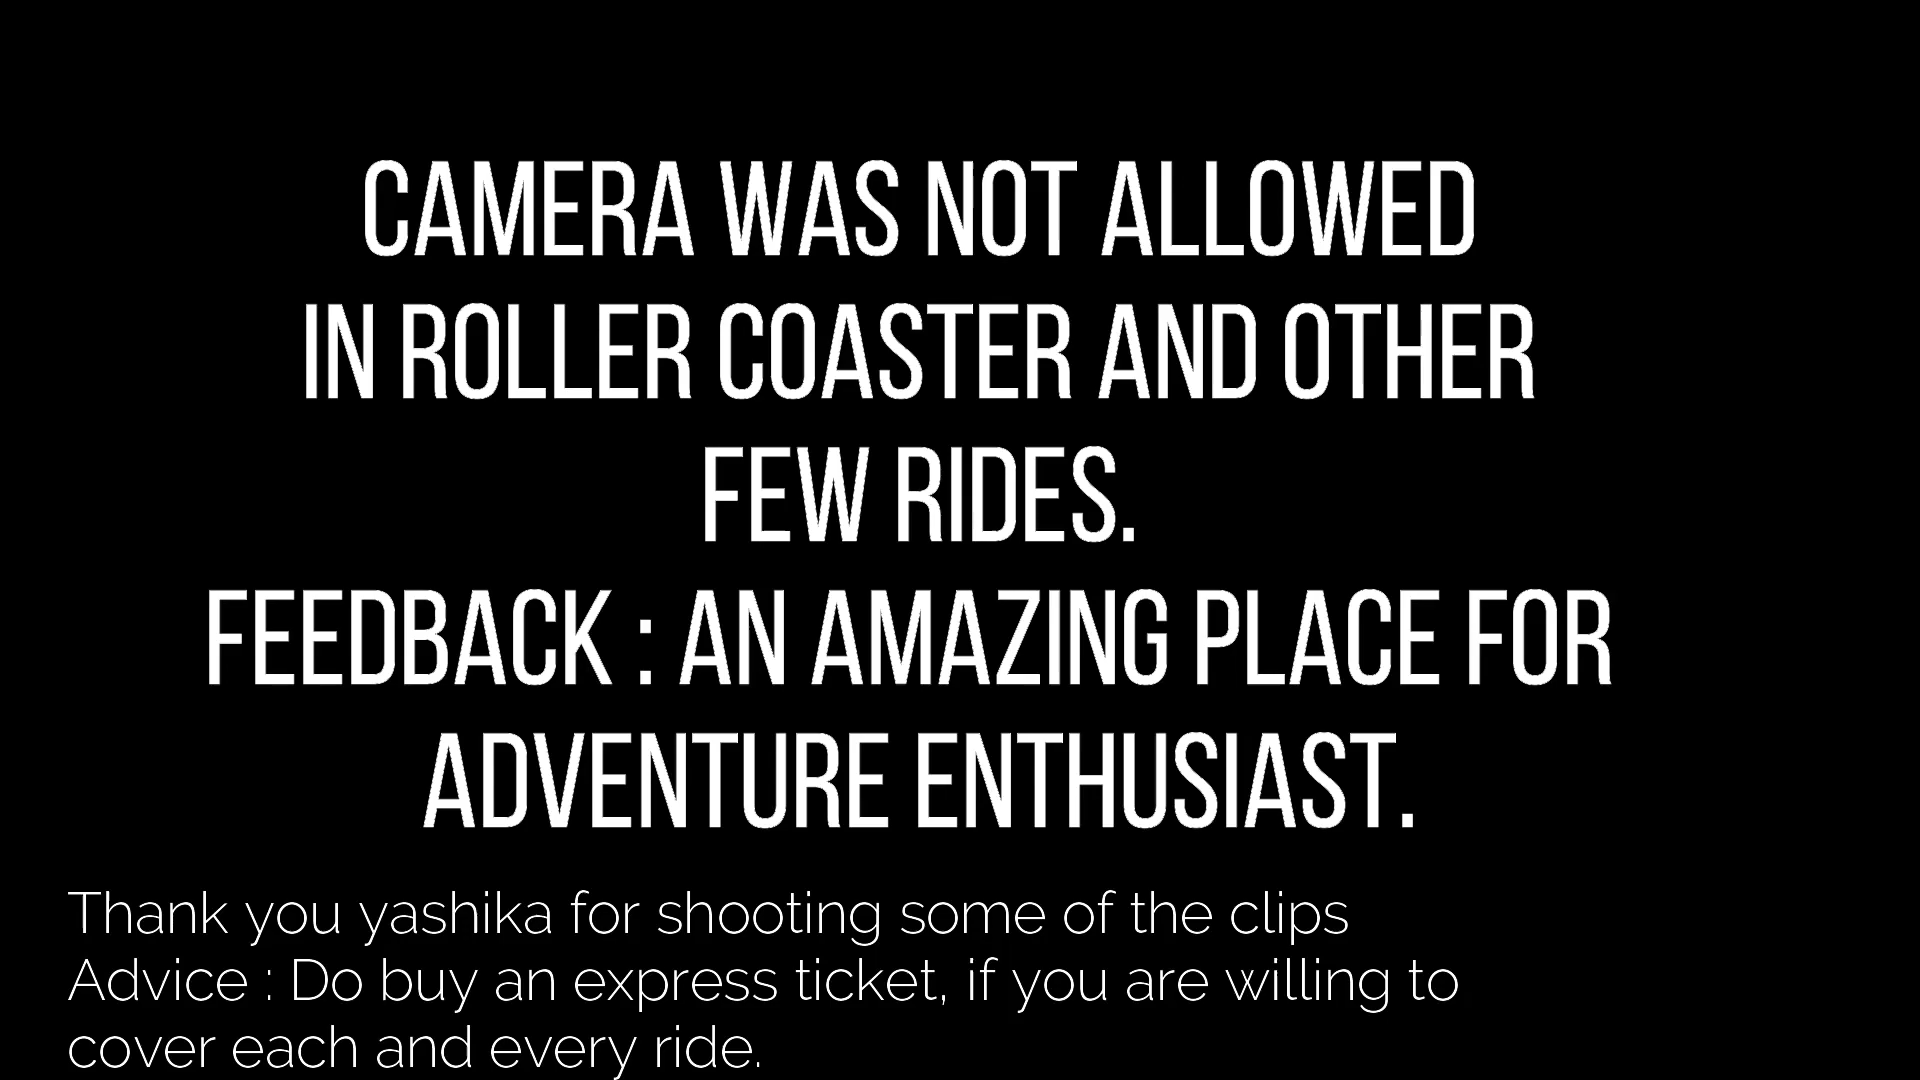 CAMERA WAS NOT ALLOWED
IN ROLLER COASTER AND OTHER
FEW RIDES.
FEEDBACK : AN AMAZING PLACE FOR
ADVENTURE ENTHUSIAST.
Thank you yashika for shooting some of the clips
Advice : Do buy an express ticket, if you are willing to
cover each and every ride.